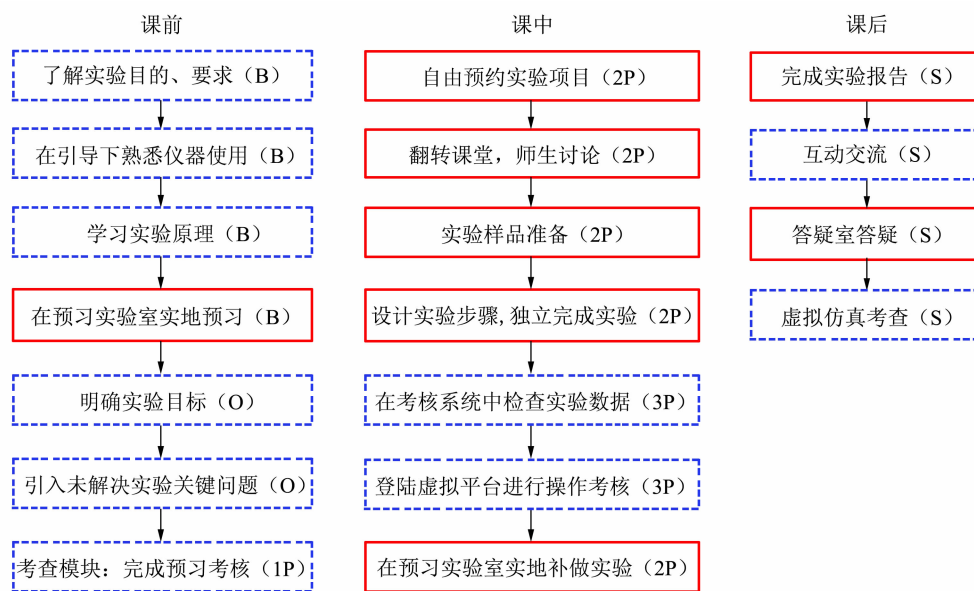 课前
了解实验目的、要求（B）
在引导下熟悉仪器使用（B）
学习实验原理（B）
在预习实验室实地预习（B）
明确实验目标（O）
引入未解决实验关键问题（O）
考查模块：完成预习考核（1P）
课中
自由预约实验项目（2P）
翻转课堂，师生讨论（2P）
实验样品准备（2P）
设计实验步骤,独立完成实验（2P）
在考核系统中检查实验数据（3P）
登陆虚拟平台进行操作考核（3P）
在预习实验室实地补做实验（2P）
课后
完成实验报告（S）
互动交流（S）
答疑室答疑（S）
虚拟仿真考查（S）